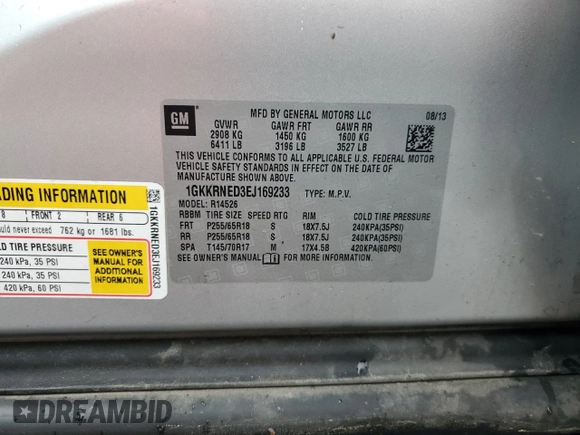 GM
MFD BY GENERAL MOTORS LLC
08/13
GVWR GAWR FRT GAWR RR
2908 KG 1450 KG 1600 KG
6411 LB 3196 LB 3527 LB
THIS VEHICLE CONFORMS TO ALL APPLICABLE U.S. FEDERAL MOTOR
VEHICLE SAFETY STANDARDS IN EFFECT ON THE DATE OF
MANUFACTURE SHOWN ABOVE.
1GKKRNED3EJ169233 TYPE: M.P.V.
MODEL: R14526
RBBM TIRE SIZE SPEED RTG RIM COLD TIRE PRESSURE
FRT P255/65R18 S 18X7.5J 240KPA(35PSI)
RR P255/65R18 S 18X7.5J 240KPA(35PSI)
SPA T145/70R17 M 17X4.5B 420KPA(60PSI)
SEE OWNER'S MANUAL FOR MORE INFORMATION.
ADING INFORMATION
8 FRONT 2 REAR 6
ceed 762 kg or 1681 lbs.
D TIRE PRESSURE
240 kPa, 35 PSI
240 kPa, 35 PSI
420 kPa, 60 PSI
SEE OWNER'S
MANUAL FOR
ADDITIONAL
INFORMATION
1GKKRNED3EJ169233
DREAMBID